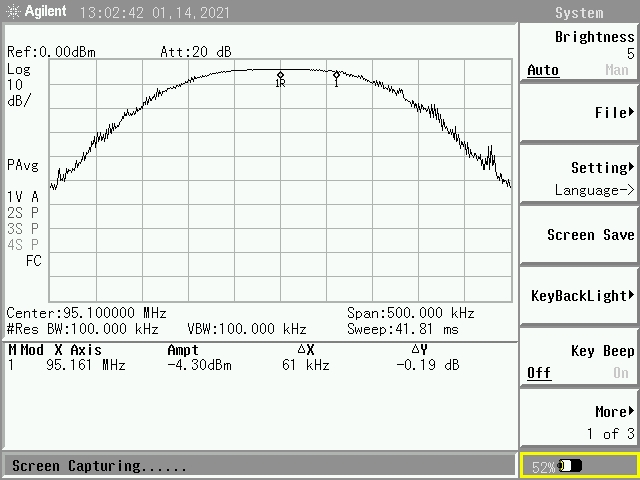 Agilent 13:02:42 01,14,2021
System
Ref:0.00dBm Att:20 dB
Log
10
dB/
1R 1
PAvg
1V A
2S P
3S P
4S P
FC
Center:95.100000 MHz Span:500.000 kHz
#Res BW:100.000 kHz VBW:100.000 kHz Sweep:41.81 ms
M Mod X Axis Ampt △X △Y
1 95.161 MHz -4.30dBm 61 kHz -0.19 dB
Screen Capturing......
Brightness
5
Auto Man
File
Setting
Language->
Screen Save
KeyBackLight
Key Beep
Off On
More
1 of 3
52%